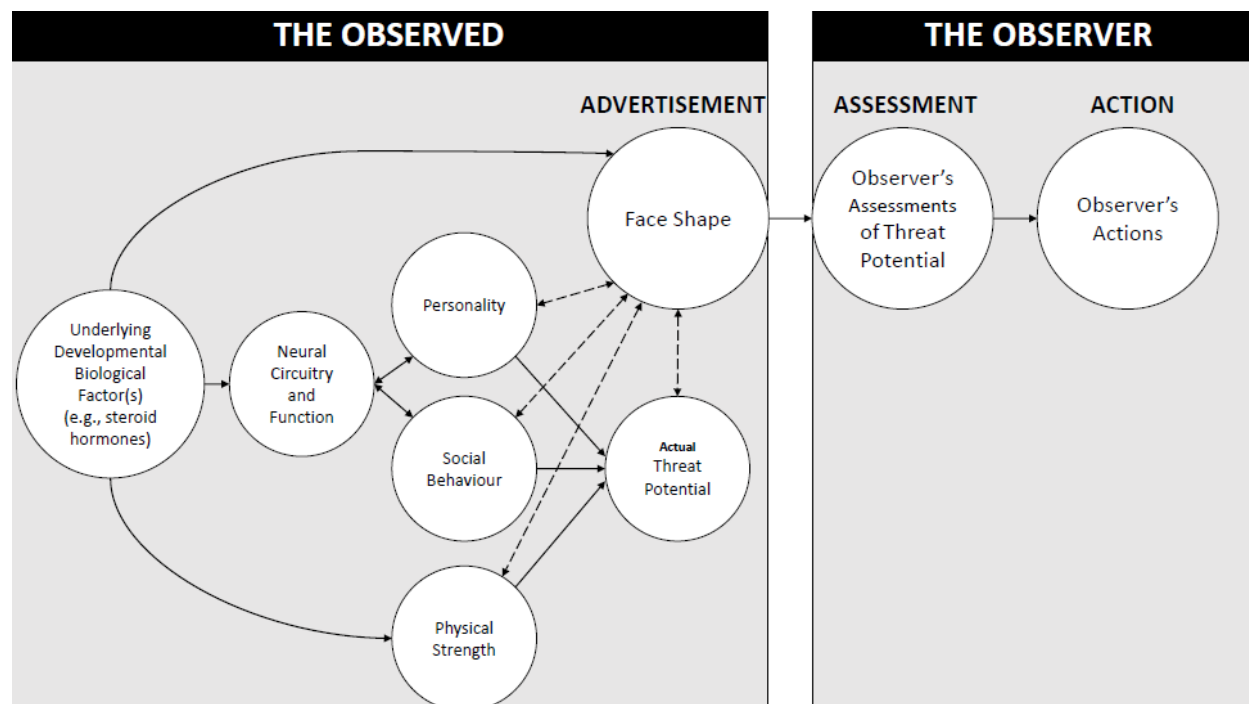 THE OBSERVED
THE OBSERVER
ADVERTISEMENT
ASSESSMENT
ACTION
Face Shape
Observer's
Assessments
of Threat
Potential
Observer's
Actions
Personality
Underlying
Developmental
Biological
Factor(s)
(e.g., steroid
hormones)
Neural
Circuitry
and
Function
Social
Behaviour
Actual
Threat
Potential
Physical
Strength